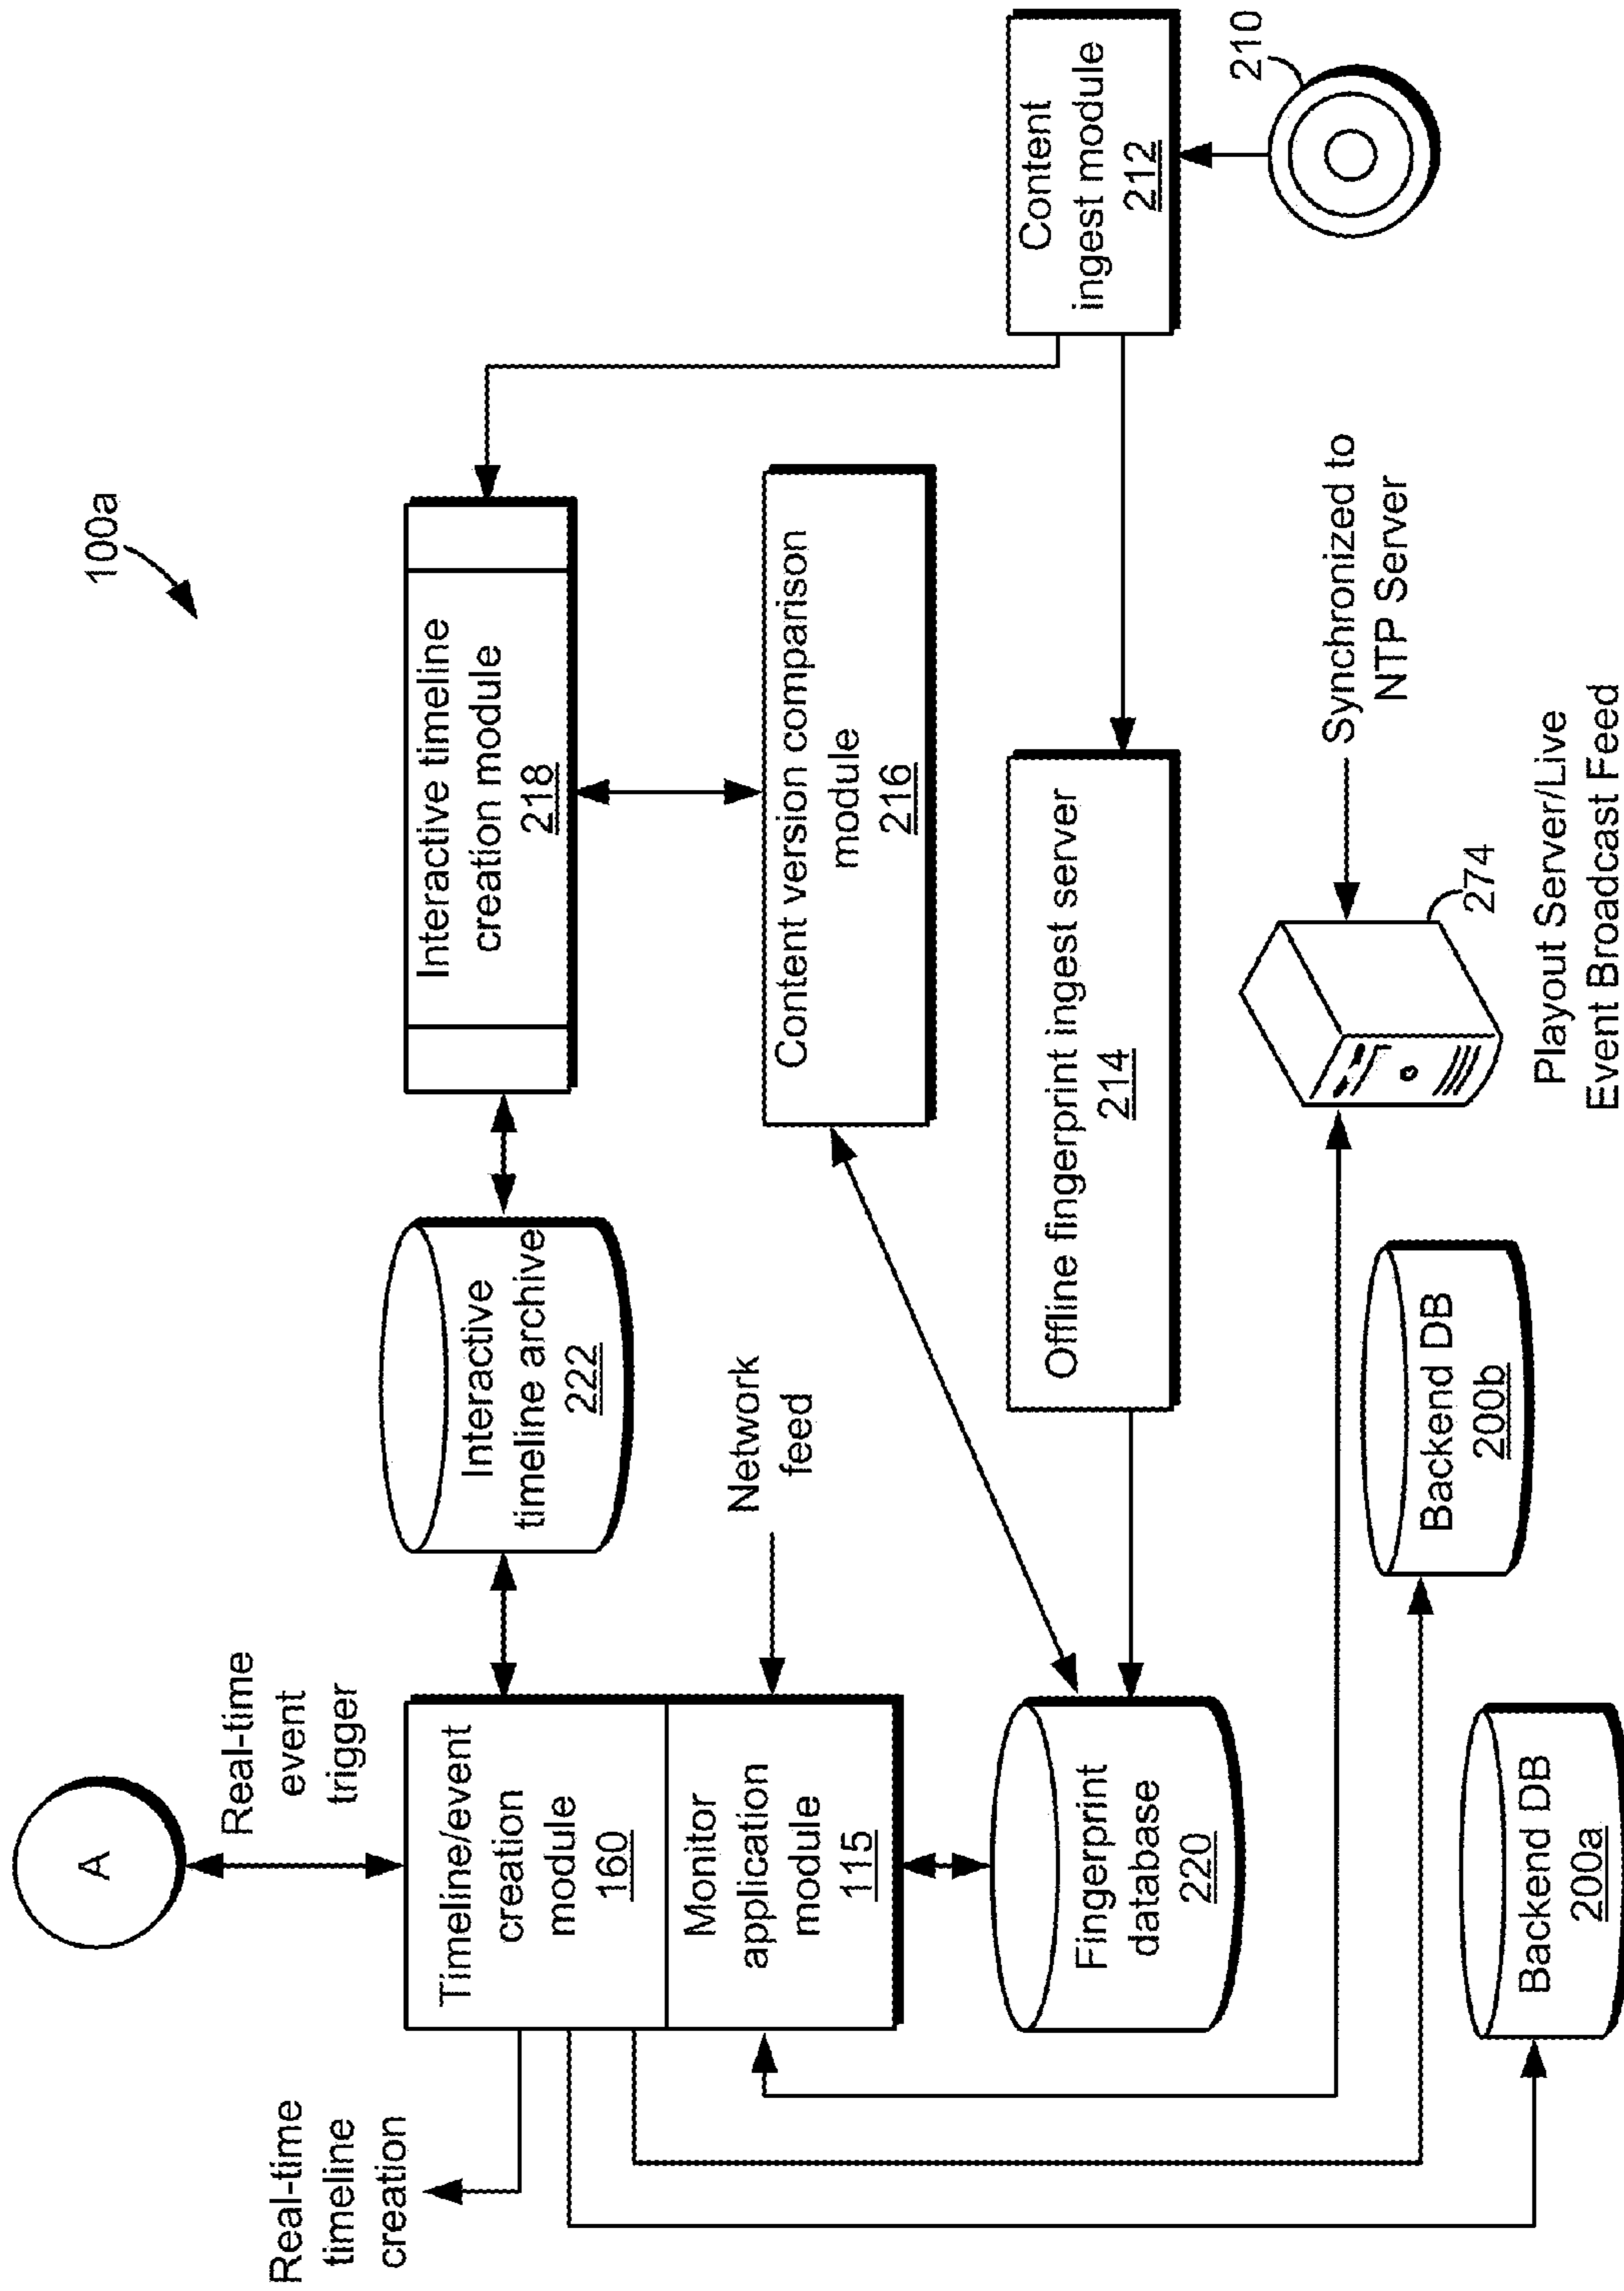 100a
A
Real-time
event
trigger
Real-time
timeline
creation
Timeline/event
creation
module
160
Monitor
application
module
115
Interactive
timeline archive
222
Interactive timeline
creation module
218
Network
feed
Content version comparison
module
216
Fingerprint
database
220
Offline fingerprint ingest server
214
Content
ingest module
212
210
Backend DB
200a
Backend DB
200b
274
Synchronized to
NTP Server
Playout Server/Live
Event Broadcast Feed